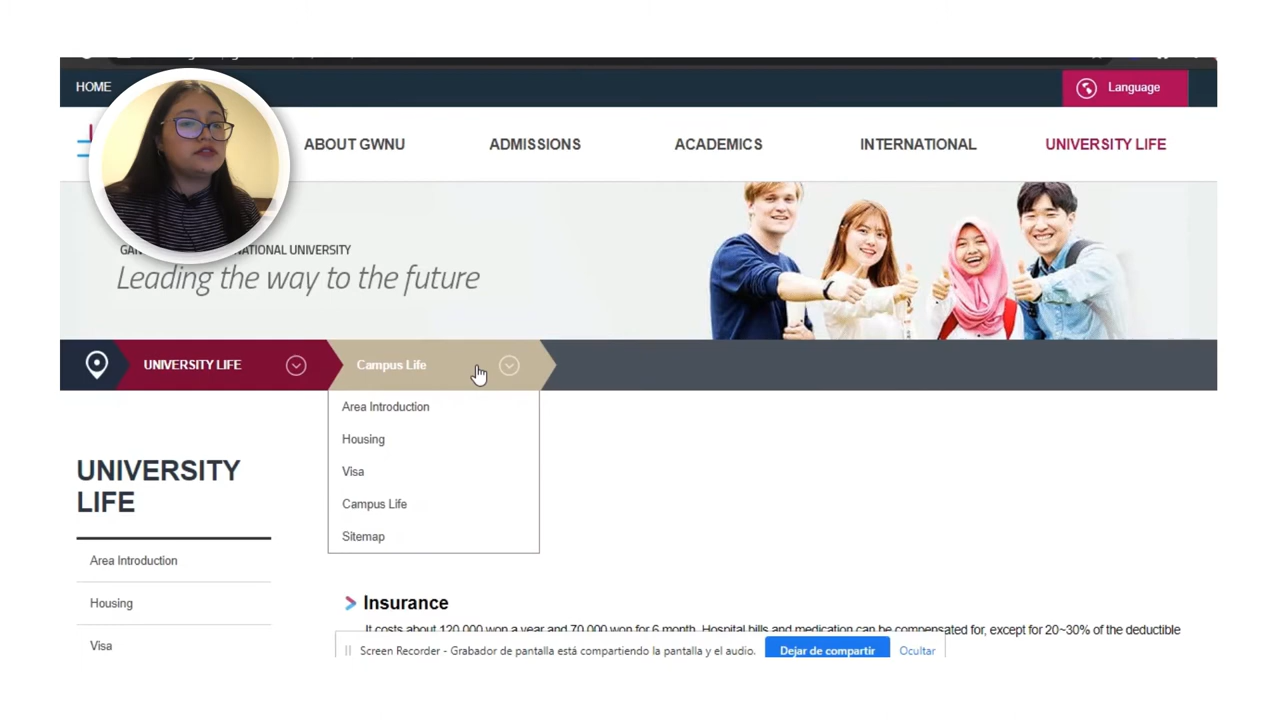 HOME
Language
ABOUT GWNU
ADMISSIONS
ACADEMICS
INTERNATIONAL
UNIVERSITY LIFE
NATIONAL UNIVERSITY
Leading the way to the future
UNIVERSITY LIFE
Campus Life
Area Introduction
Housing
Visa
Campus Life
Sitemap
UNIVERSITY
LIFE
Area Introduction
Housing
Visa
Insurance
It costs about 120,000 won a year and 70,000 won for 6 month. Hospital bills and medication can be compensated for, except for 20~30% of the deductible
Screen Recorder - Grabador de pantalla está compartiendo la pantalla y el audio.
Dejar de compartir
Ocultar